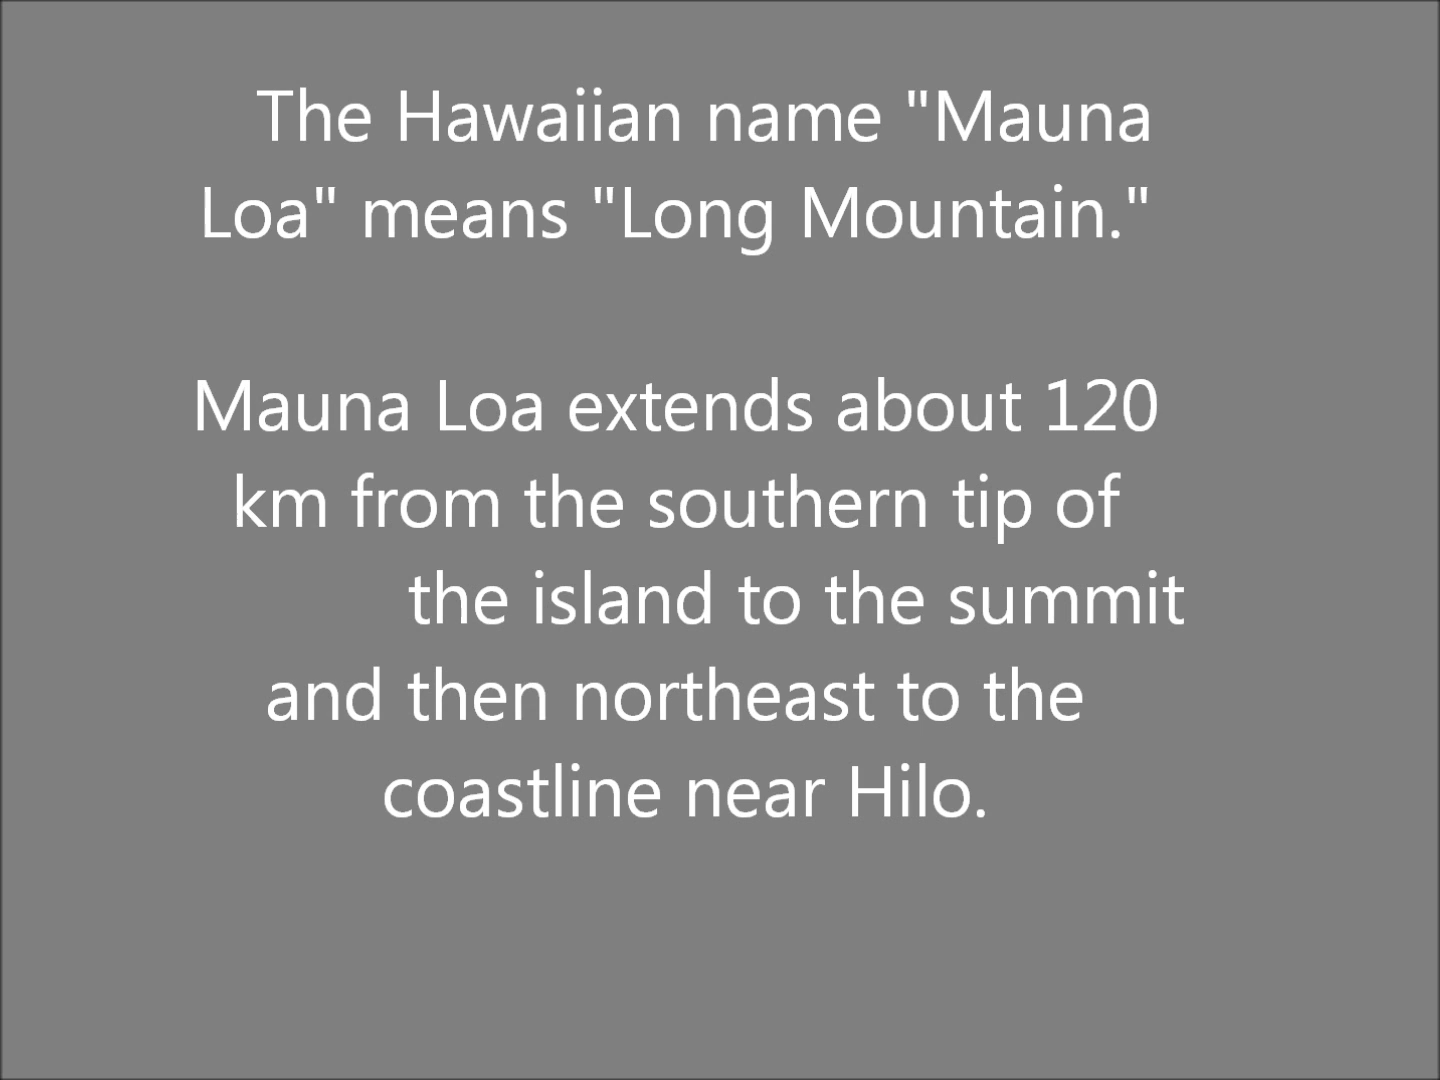 The Hawaiian name "Mauna
Loa" means "Long Mountain."
Mauna Loa extends about 120
km from the southern tip of
the island to the summit
and then northeast to the
coastline near Hilo.